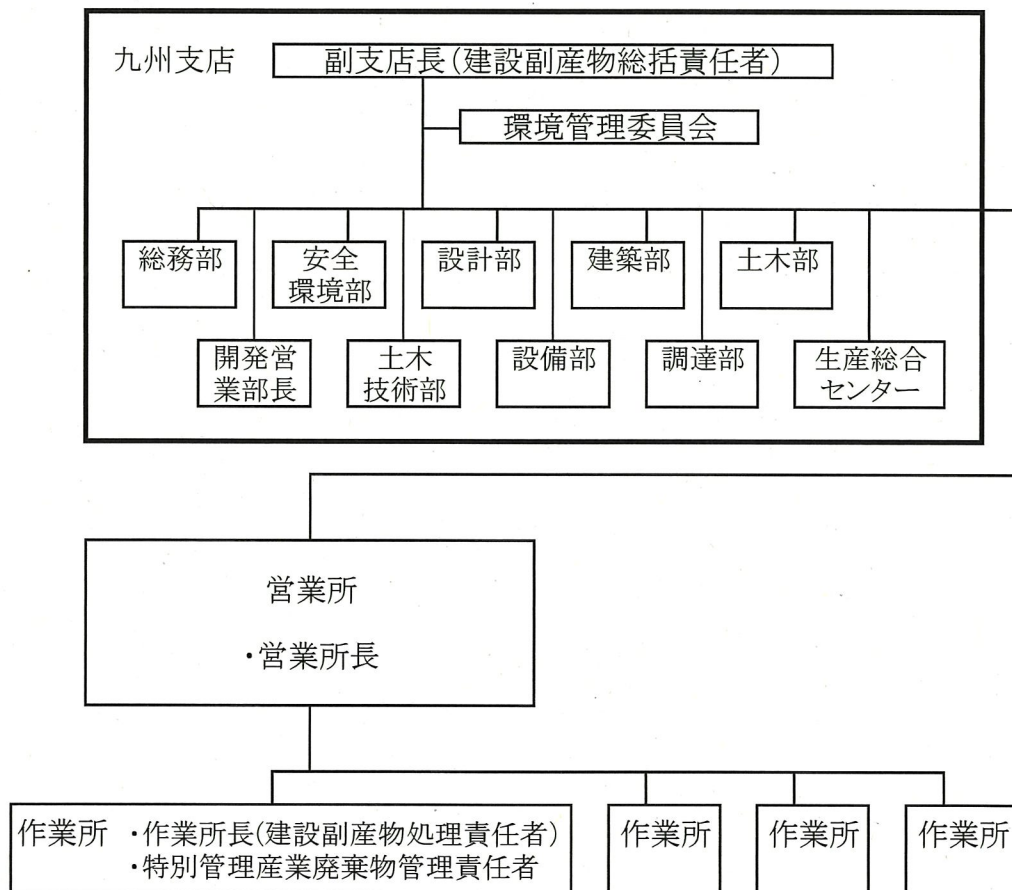 九州支店
副支店長(建設副産物総括責任者)
環境管理委員会
総務部
安全
環境部
設計部
建築部
土木部
開発営
業部長
土木
技術部
設備部
調達部
生産総合
センター
営業所
・営業所長
作業所 ・作業所長(建設副産物処理責任者)
・特別管理産業廃棄物管理責任者
作業所
作業所
作業所